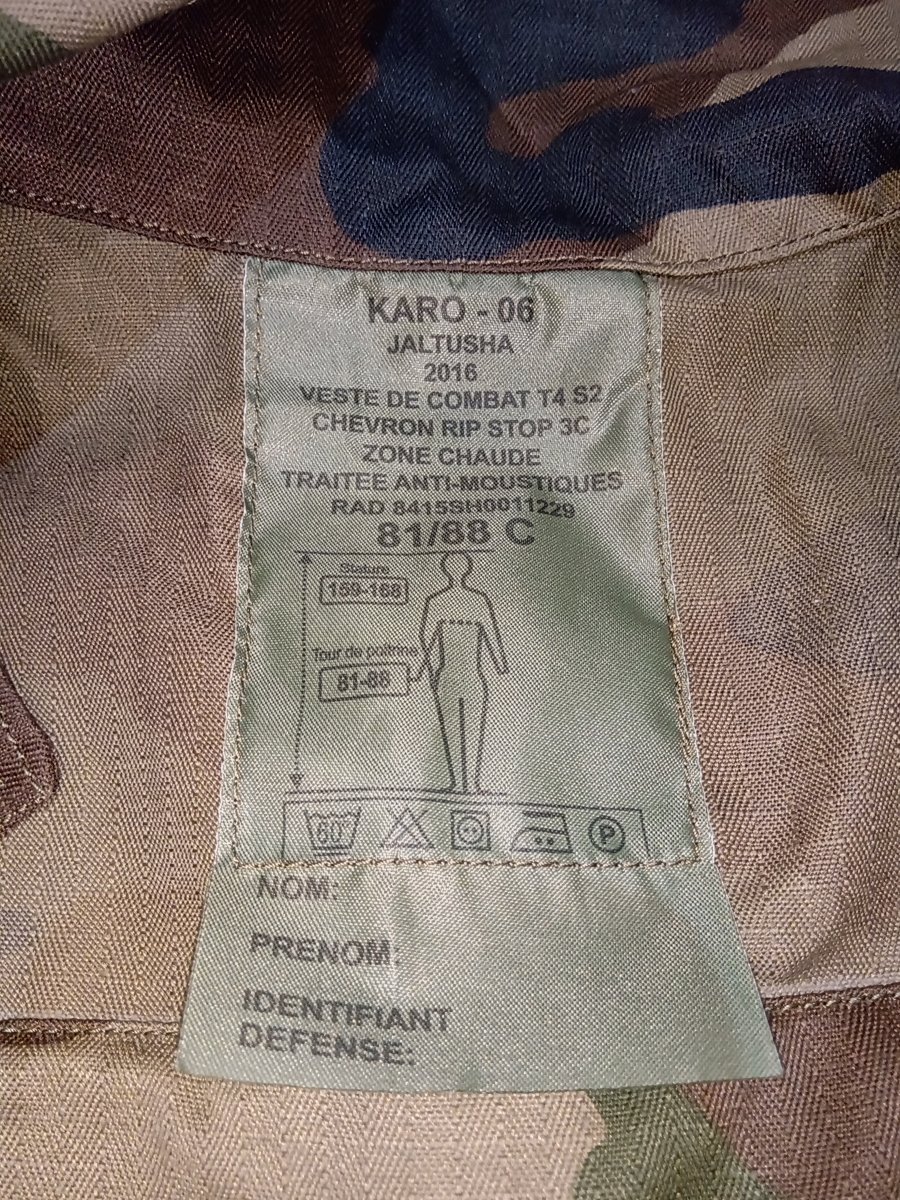 KARO - 06
JALTUSHA
2016
VESTE DE COMBAT T4 S2
CHEVRON RIP STOP 3C
ZONE CHAUDE
TRAITEE ANTI-MOUSTIQUES
RAD 8415SH0011229
81/88 C
Stature
159-168
Tour de poitrine
81-88
60°
P
NOM:
PRENOM:
IDENTIFIANT
DEFENSE: